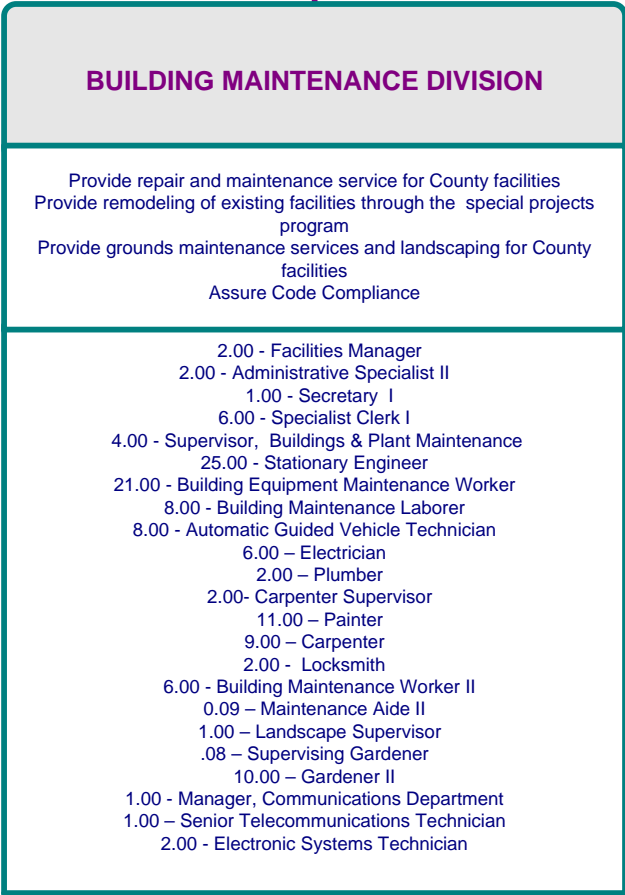 BUILDING MAINTENANCE DIVISION
Provide repair and maintenance service for County facilities
Provide remodeling of existing facilities through the special projects
program
Provide grounds maintenance services and landscaping for County
facilities
Assure Code Compliance
2.00 - Facilities Manager
2.00 - Administrative Specialist II
1.00 - Secretary I
6.00 - Specialist Clerk I
4.00 - Supervisor, Buildings & Plant Maintenance
25.00 - Stationary Engineer
21.00 - Building Equipment Maintenance Worker
8.00 - Building Maintenance Laborer
8.00 - Automatic Guided Vehicle Technician
6.00 – Electrician
2.00 – Plumber
2.00- Carpenter Supervisor
11.00 – Painter
9.00 – Carpenter
2.00 - Locksmith
6.00 - Building Maintenance Worker II
0.09 – Maintenance Aide II
1.00 – Landscape Supervisor
.08 – Supervising Gardener
10.00 – Gardener II
1.00 - Manager, Communications Department
1.00 – Senior Telecommunications Technician
2.00 - Electronic Systems Technician